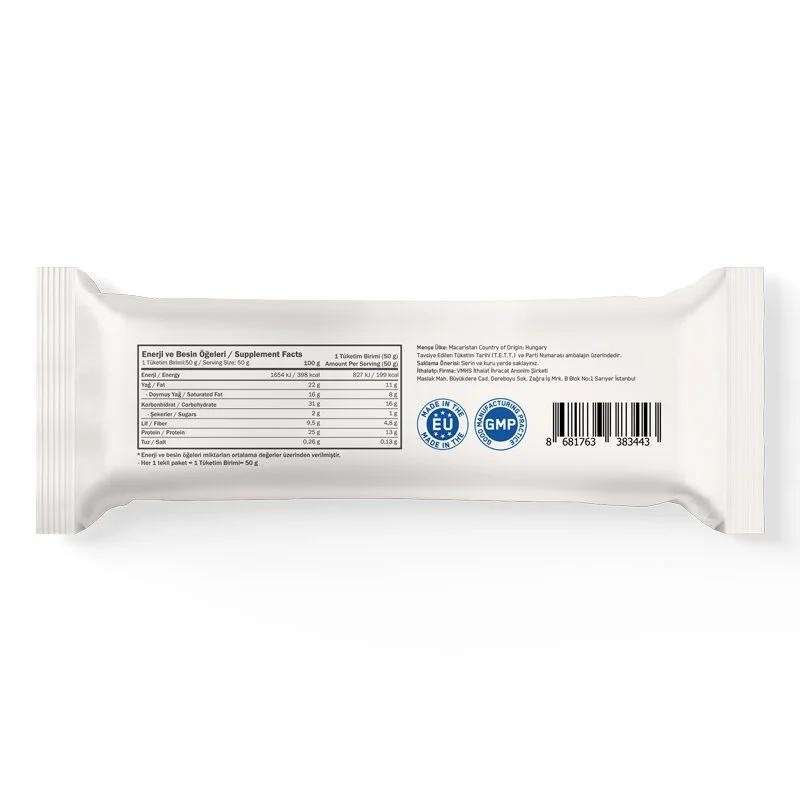 Enerji ve Besin Öğeleri / Supplement Facts 1 Tüketim Birimi (50 g)
1 Tüketim Birimi:50 g / Serving Size: 50 g 100 g Amount Per Serving (50 g)
Enerji / Energy 1654 kJ / 398 kcal 827 kJ / 199 kcal
Yağ / Fat 22 g 11 g
- Doymuş Yağ / Saturated Fat 16 g 8 g
Karbonhidrat / Carbohydrate 31 g 16 g
- Şekerler / Sugars 2 g 1 g
Lif / Fiber 9,5 g 4,8 g
Protein / Protein 25 g 13 g
Tuz / Salt 0,26 g 0,13 g
* Enerji ve besin öğeleri miktarları ortalama değerler üzerinden verilmiştir.
- Her 1 tekli paket = 1 Tüketim Birimi= 50 g
Menşe Ülke: Macaristan Country of Origin: Hungary
Tavsiye Edilen Tüketim Tarihi (T.E.T.T.) ve Parti Numarası ambalajın üzerindedir.
Saklama Önerisi: Serin ve kuru yerde saklayınız.
İthalatçı Firma: VMHS İthalat İhracat Anonim Şirketi
Maslak Mah. Büyükdere Cad. Dereboyu Sok. Zağra İş Mrk. B Blok No:1 Sarıyer İstanbul
MADE IN THE
EU
MADE IN THE
MANUFACTURING PRACTICE
GMP
GOOD
8 681763 383443